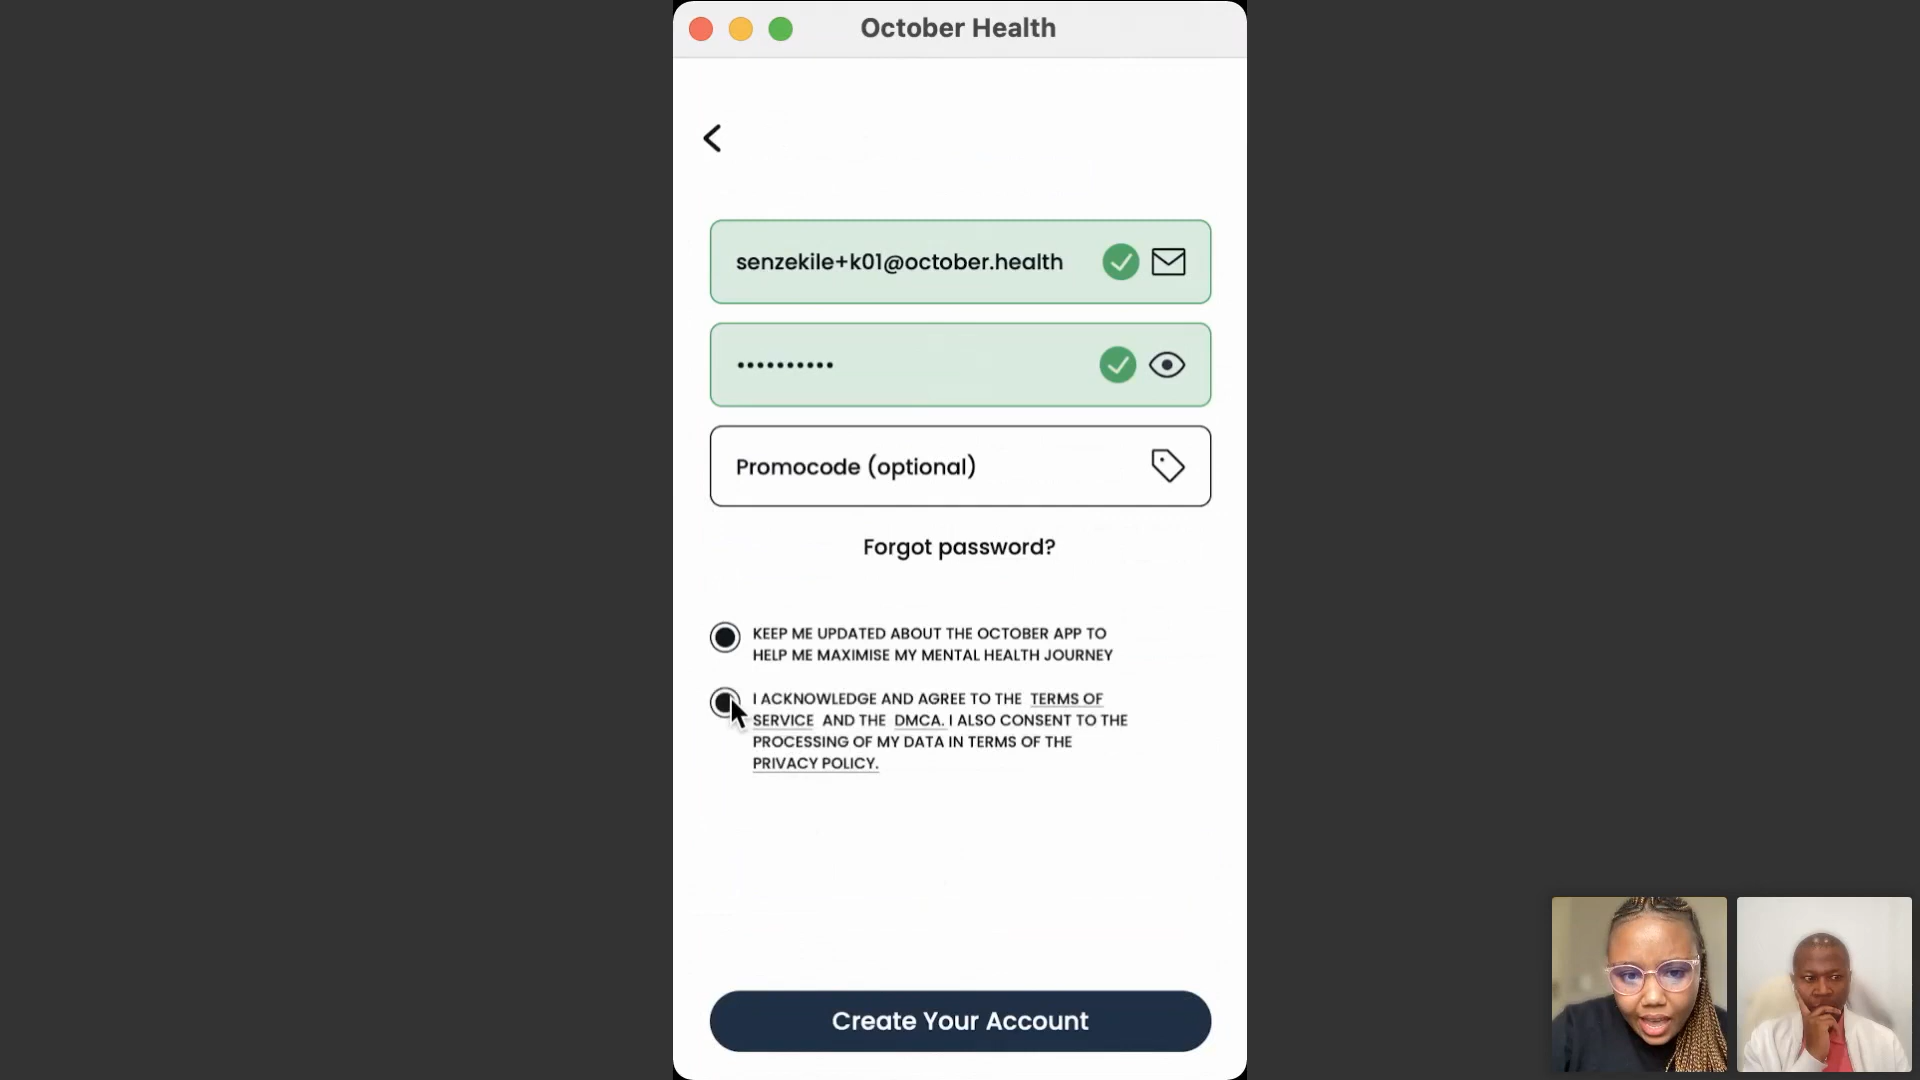 October Health
senzekile+k01@october.health
••••••••••
Promocode (optional)
Forgot password?
KEEP ME UPDATED ABOUT THE OCTOBER APP TO
HELP ME MAXIMISE MY MENTAL HEALTH JOURNEY
I ACKNOWLEDGE AND AGREE TO THE TERMS OF
SERVICE AND THE DMCA. I ALSO CONSENT TO THE
PROCESSING OF MY DATA IN TERMS OF THE
PRIVACY POLICY.
Create Your Account